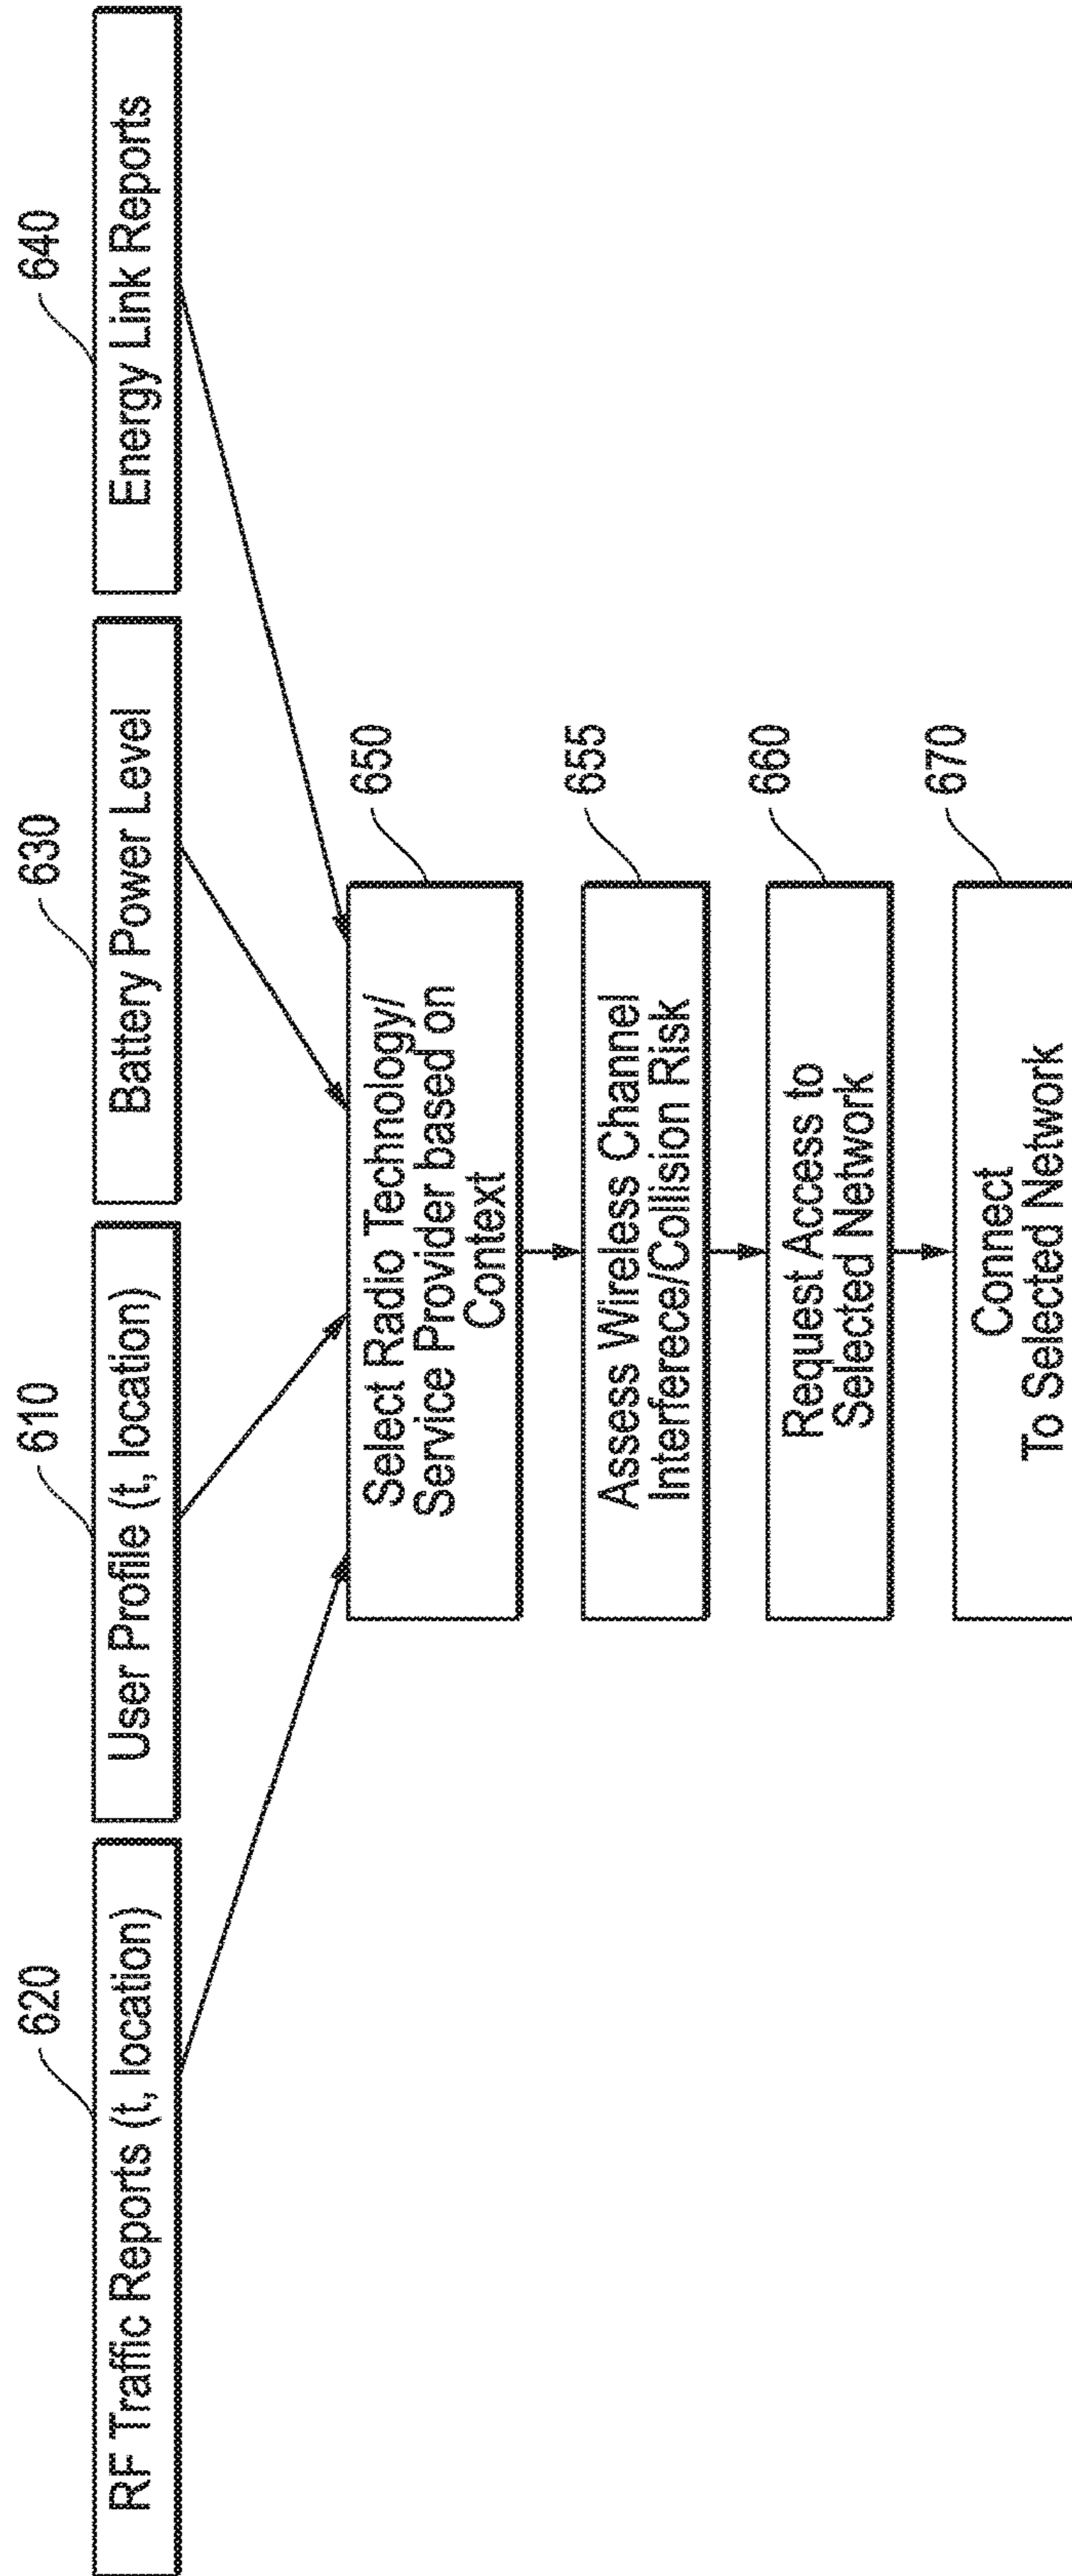 620
610
630
640
RF Traffic Reports (t, location)
User Profile (t, location)
Battery Power Level
Energy Link Reports
650
Select Radio Technology/
Service Provider based on
Context
655
Assess Wireless Channel
Interferece/Collision Risk
660
Request Access to
Selected Network
670
Connect
To Selected Network